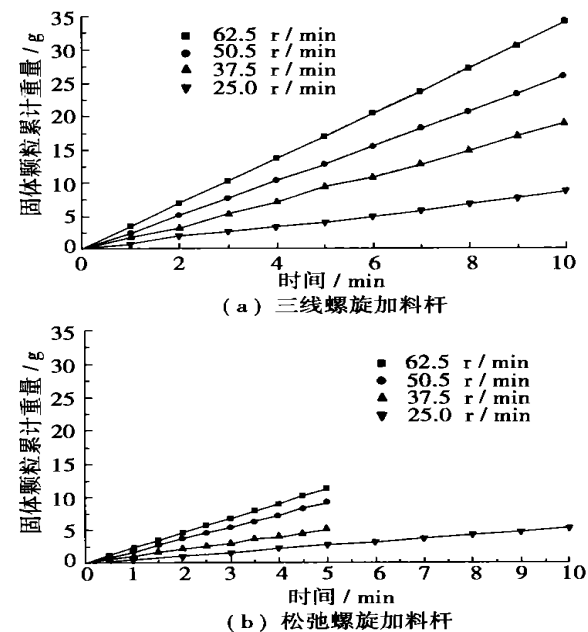 35
30
25
20
15
10
5
0
固体颗粒累计重量 / g
62.5 r / min
50.5 r / min
37.5 r / min
25.0 r / min
0 2 4 6 8 10
时间 / min
( a ) 三线螺旋加料杆
35
30
25
20
15
10
5
0
固体颗粒累计重量 / g
62.5 r / min
50.5 r / min
37.5 r / min
25.0 r / min
0 1 2 3 4 5 6 7 8 9 10
时间 / min
( b ) 松弛螺旋加料杆